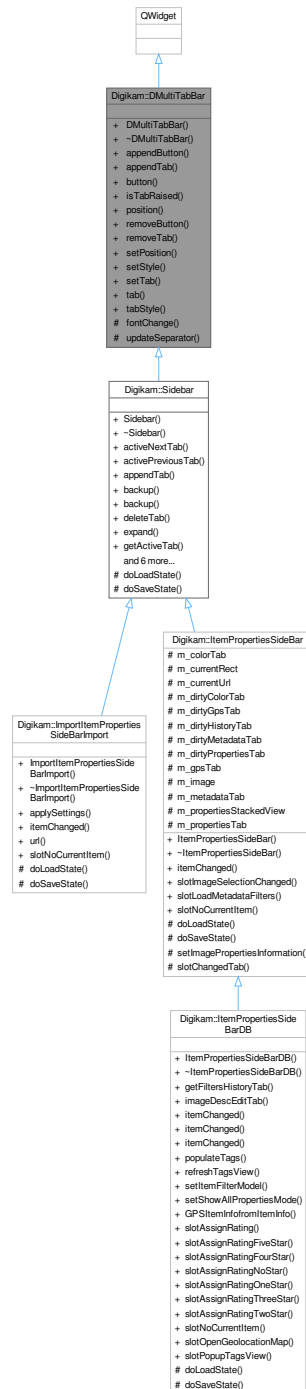 QWidget
Digikam::DMultiTabBar
+ DMultiTabBar()
+ ~DMultiTabBar()
+ appendButton()
+ appendTab()
+ button()
+ isTabRaised()
+ position()
+ removeButton()
+ removeTab()
+ setPosition()
+ setStyle()
+ setTab()
+ tab()
+ tabStyle()
# fontChange()
# updateSeparator()
Digikam::Sidebar
+ Sidebar()
+ ~Sidebar()
+ activeNextTab()
+ activePreviousTab()
+ appendTab()
+ backup()
+ backup()
+ deleteTab()
+ expand()
+ getActiveTab()
and 6 more...
# doLoadState()
# doSaveState()
Digikam::ImportItemProperties
SideBarImport
+ ImportItemPropertiesSide
BarImport()
+ ~ImportItemPropertiesSide
BarImport()
+ applySettings()
+ itemChanged()
+ url()
+ slotNoCurrentItem()
# doLoadState()
# doSaveState()
Digikam::ItemPropertiesSideBar
# m_colorTab
# m_currentRect
# m_currentUrl
# m_dirtyColorTab
# m_dirtyGpsTab
# m_dirtyHistoryTab
# m_dirtyMetadataTab
# m_dirtyPropertiesTab
# m_gpsTab
# m_image
# m_metadataTab
# m_propertiesStackedView
# m_propertiesTab
+ ItemPropertiesSideBar()
+ ~ItemPropertiesSideBar()
+ itemChanged()
+ slotImageSelectionChanged()
+ slotLoadMetadataFilters()
+ slotNoCurrentItem()
# doLoadState()
# doSaveState()
# setImagePropertiesInformation()
# slotChangedTab()
Digikam::ItemPropertiesSide
BarDB
+ ItemPropertiesSideBarDB()
+ ~ItemPropertiesSideBarDB()
+ getFiltersHistoryTab()
+ imageDescEditTab()
+ itemChanged()
+ itemChanged()
+ itemChanged()
+ populateTags()
+ refreshTagsView()
+ setItemFilterModel()
+ setShowAllPropertiesMode()
+ GPSItemInfofromItemInfo()
+ slotAssignRating()
+ slotAssignRatingFiveStar()
+ slotAssignRatingFourStar()
+ slotAssignRatingNoStar()
+ slotAssignRatingOneStar()
+ slotAssignRatingThreeStar()
+ slotAssignRatingTwoStar()
+ slotNoCurrentItem()
+ slotOpenGeolocationMap()
+ slotPopupTagsView()
# doLoadState()
# doSaveState()